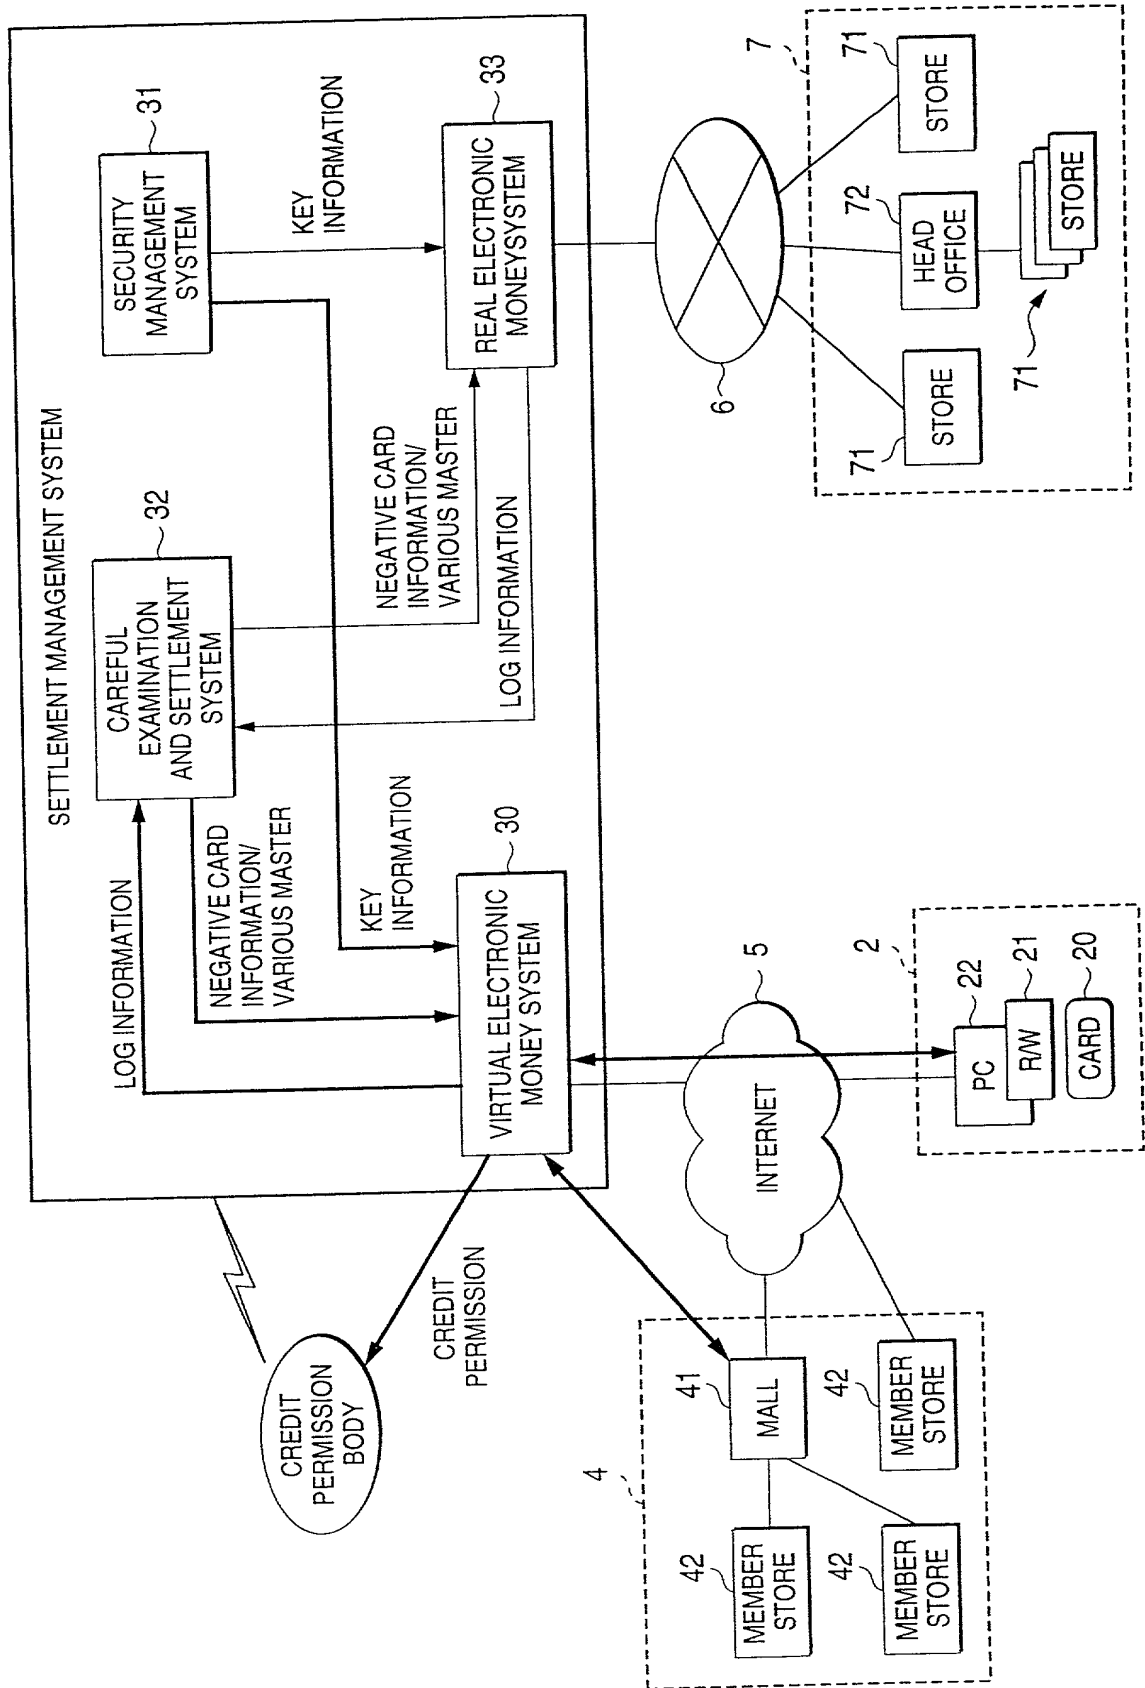 SETTLEMENT MANAGEMENT SYSTEM
LOG INFORMATION
CAREFUL
EXAMINATION
AND SETTLEMENT
SYSTEM
32
SECURITY
MANAGEMENT
SYSTEM
31
NEGATIVE CARD
INFORMATION/
VARIOUS MASTER
KEY
INFORMATION
KEY
INFORMATION
NEGATIVE CARD
INFORMATION/
VARIOUS MASTER
LOG INFORMATION
VIRTUAL ELECTRONIC
MONEY SYSTEM
30
REAL ELECTRONIC
MONEYSYSTEM
33
CREDIT
PERMISSION
BODY
CREDIT
PERMISSION
INTERNET
5
6
4
MALL
41
MEMBER
STORE
42
MEMBER
STORE
42
MEMBER
STORE
42
2
PC
22
R/W
21
CARD
20
7
STORE
71
HEAD
OFFICE
72
STORE
71
STORE
71